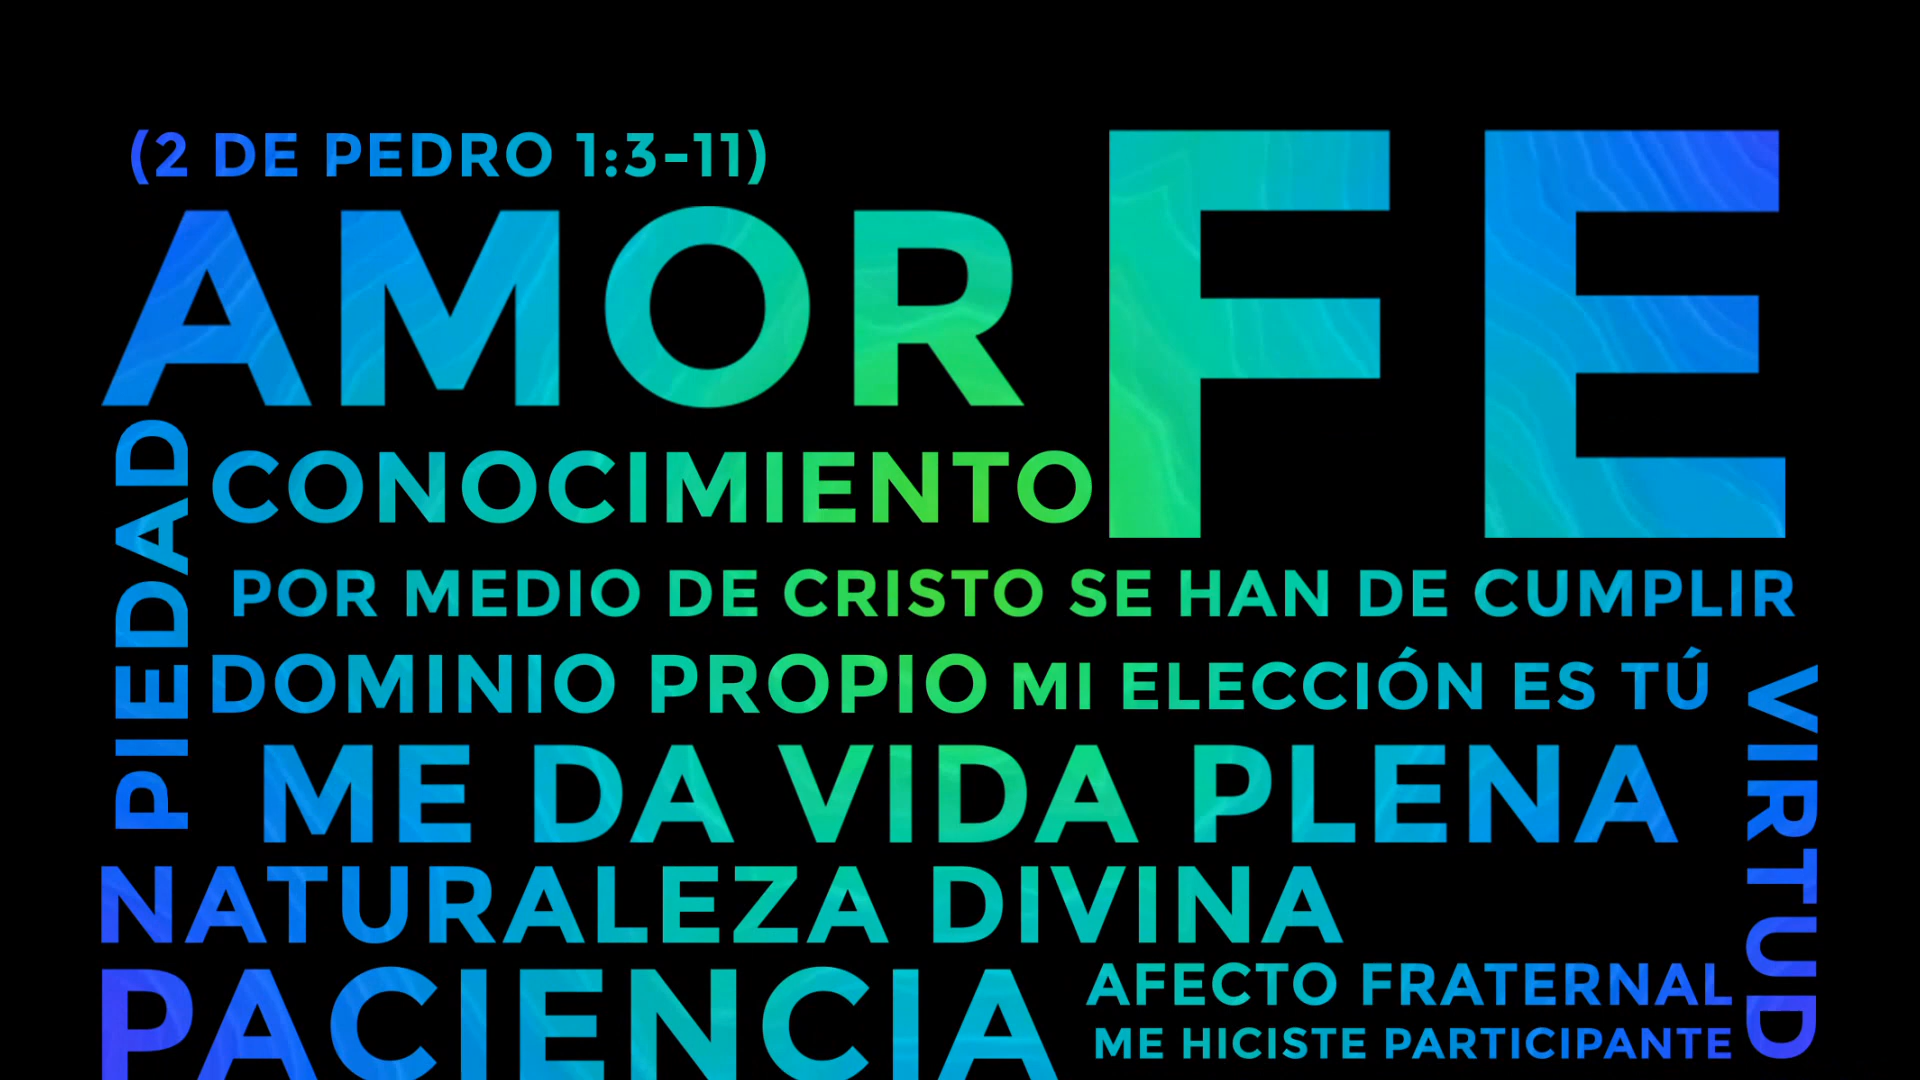 (2 DE PEDRO 1:3-11)
AMOR
FE
PIEDAD
CONOCIMIENTO
POR MEDIO DE CRISTO SE HAN DE CUMPLIR
DOMINIO PROPIO
MI ELECCIÓN ES TÚ
VIRTUD
ME DA VIDA PLENA
NATURALEZA DIVINA
PACIENCIA
AFECTO FRATERNAL
ME HICISTE PARTICIPANTE